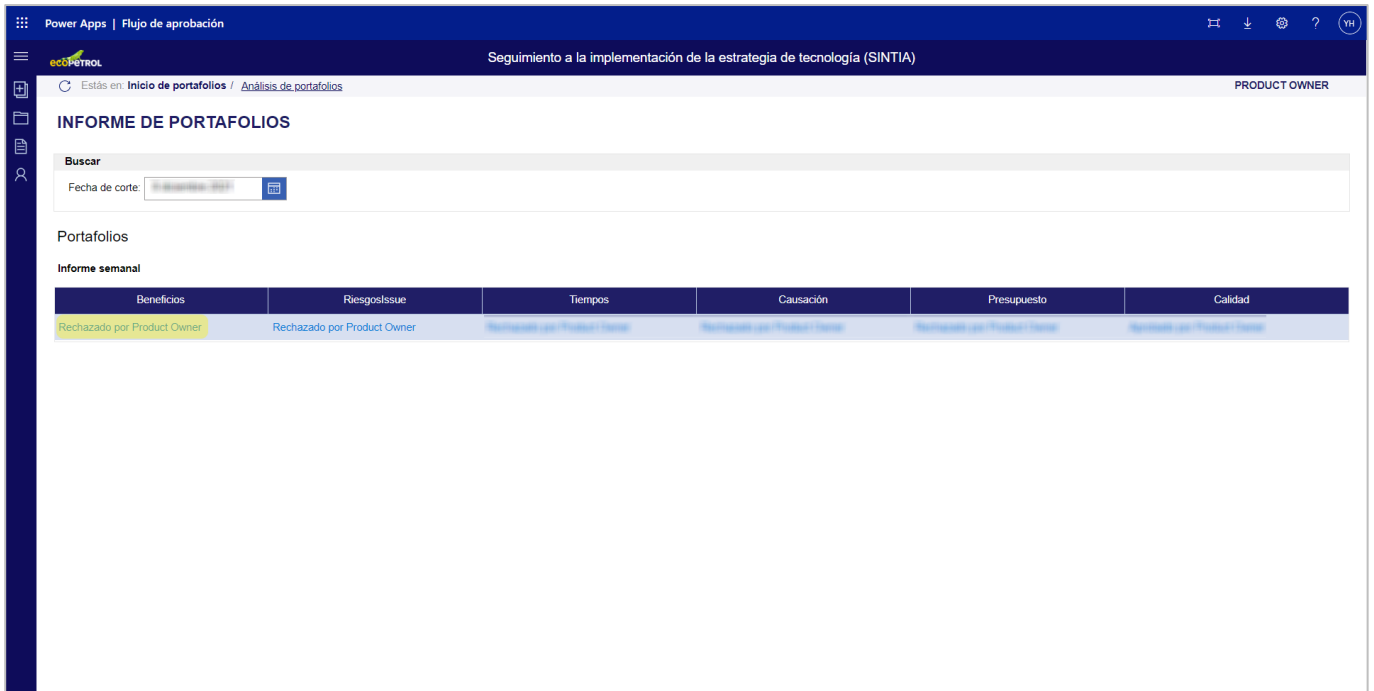 Power Apps | Flujo de aprobación
YH
ecoPETROL
Seguimiento a la implementación de la estrategia de tecnología (SINTIA)
Estás en: Inicio de portafolios / Análisis de portafolios
PRODUCT OWNER
INFORME DE PORTAFOLIOS
Buscar
Fecha de corte:
Portafolios
Informe semanal
Beneficios RiesgosIssue Tiempos Causación Presupuesto Calidad
Rechazado por Product Owner Rechazado por Product Owner